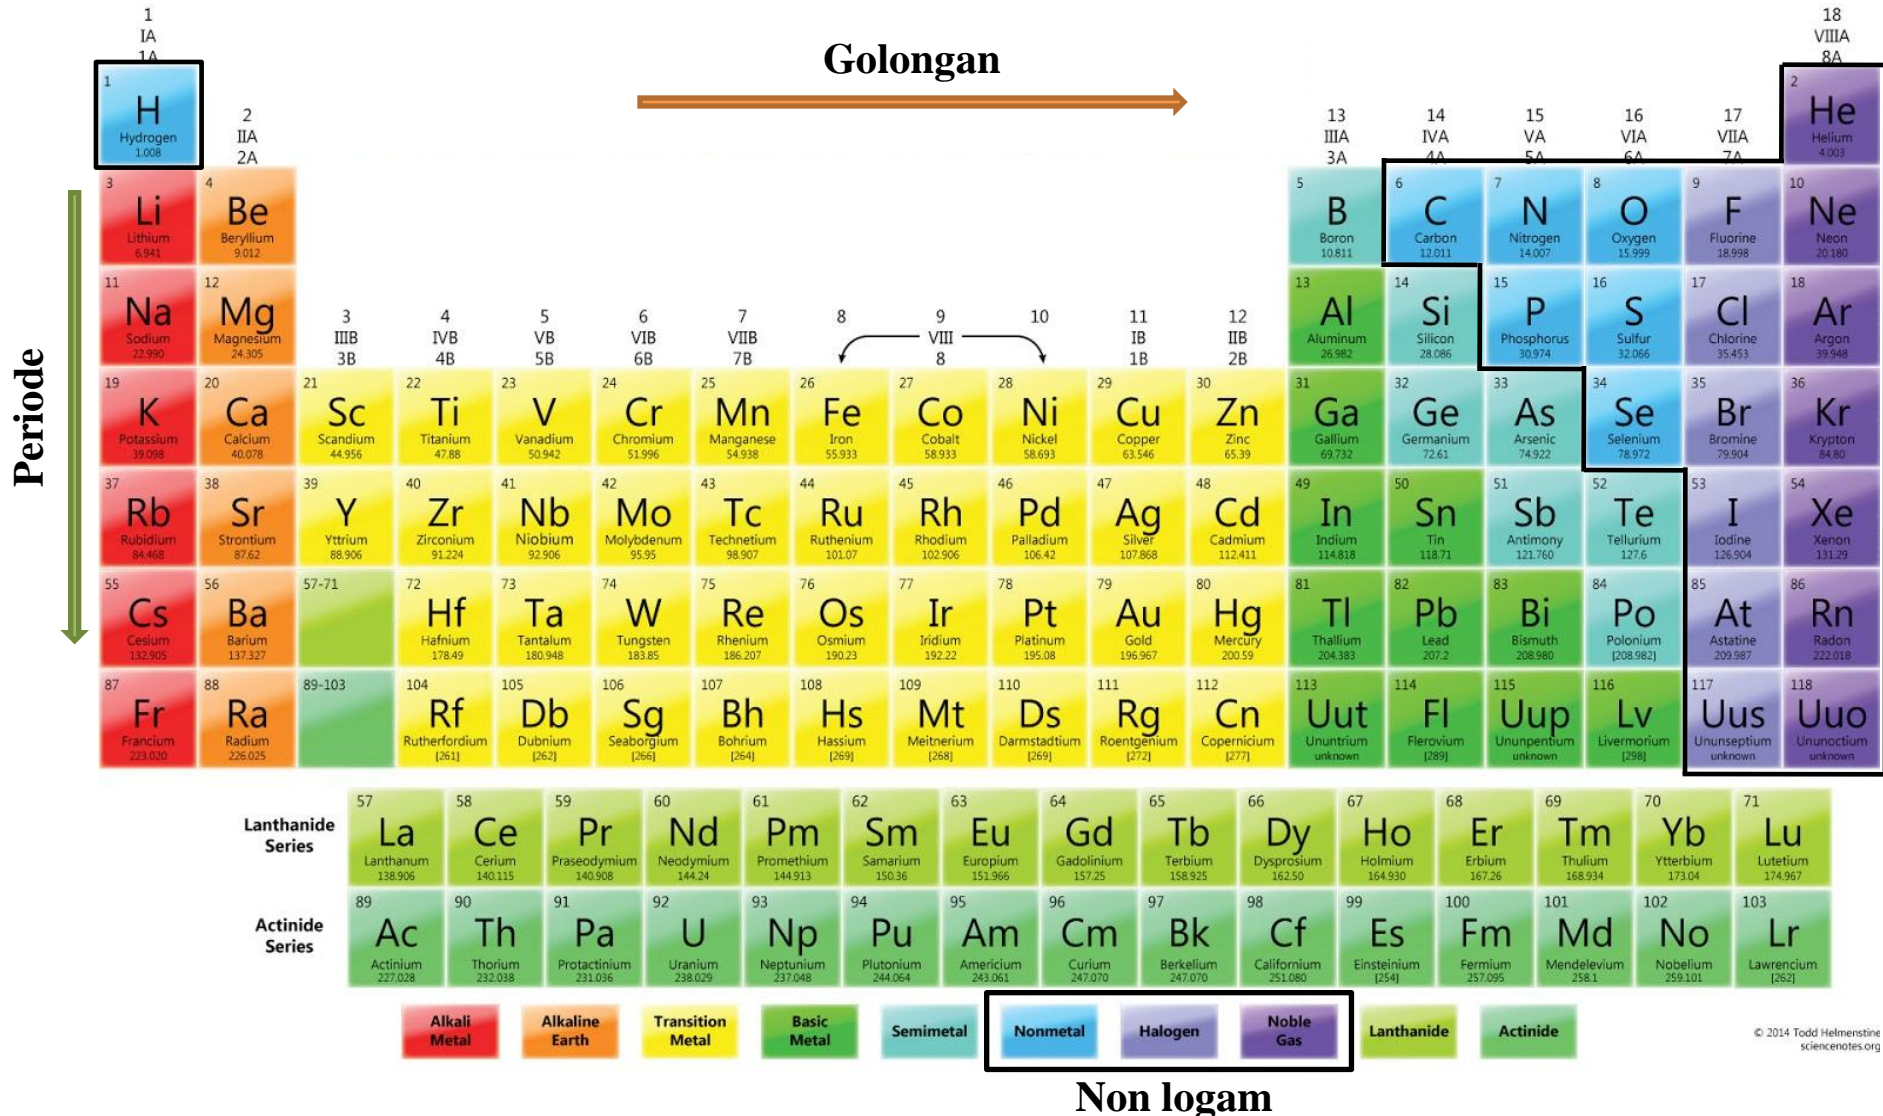 1
IA
1A
18
VIIIA
8A
Golongan
Periode
1
H
Hydrogen
1.008
2
IIA
2A
13
IIIA
3A
14
IVA
4A
15
VA
5A
16
VIA
6A
17
VIIA
7A
2
He
Helium
4.003
3
Li
Lithium
6.941
4
Be
Beryllium
9.012
5
B
Boron
10.811
6
C
Carbon
12.011
7
N
Nitrogen
14.007
8
O
Oxygen
15.999
9
F
Fluorine
18.998
10
Ne
Neon
20.180
11
Na
Sodium
22.990
12
Mg
Magnesium
24.305
3
IIIB
3B
4
IVB
4B
5
VB
5B
6
VIB
6B
7
VIIB
7B
8
9
VIII
8
10
11
IB
1B
12
IIB
2B
13
Al
Aluminum
26.982
14
Si
Silicon
28.086
15
P
Phosphorus
30.974
16
S
Sulfur
32.066
17
Cl
Chlorine
35.453
18
Ar
Argon
39.948
19
K
Potassium
39.098
20
Ca
Calcium
40.078
21
Sc
Scandium
44.956
22
Ti
Titanium
47.88
23
V
Vanadium
50.942
24
Cr
Chromium
51.996
25
Mn
Manganese
54.938
26
Fe
Iron
55.933
27
Co
Cobalt
58.933
28
Ni
Nickel
58.693
29
Cu
Copper
63.546
30
Zn
Zinc
65.39
31
Ga
Gallium
69.732
32
Ge
Germanium
72.61
33
As
Arsenic
74.922
34
Se
Selenium
78.972
35
Br
Bromine
79.904
36
Kr
Krypton
84.80
37
Rb
Rubidium
84.468
38
Sr
Strontium
87.62
39
Y
Yttrium
88.906
40
Zr
Zirconium
91.224
41
Nb
Niobium
92.906
42
Mo
Molybdenum
95.95
43
Tc
Technetium
98.907
44
Ru
Ruthenium
101.07
45
Rh
Rhodium
102.906
46
Pd
Palladium
106.42
47
Ag
Silver
107.868
48
Cd
Cadmium
112.411
49
In
Indium
114.818
50
Sn
Tin
118.71
51
Sb
Antimony
121.760
52
Te
Tellurium
127.6
53
I
Iodine
126.904
54
Xe
Xenon
131.29
55
Cs
Cesium
132.905
56
Ba
Barium
137.327
57-71
72
Hf
Hafnium
178.49
73
Ta
Tantalum
180.948
74
W
Tungsten
183.85
75
Re
Rhenium
186.207
76
Os
Osmium
190.23
77
Ir
Iridium
192.22
78
Pt
Platinum
195.08
79
Au
Gold
196.967
80
Hg
Mercury
200.59
81
Tl
Thallium
204.383
82
Pb
Lead
207.2
83
Bi
Bismuth
208.980
84
Po
Polonium
[208.982]
85
At
Astatine
209.987
86
Rn
Radon
222.018
87
Fr
Francium
223.020
88
Ra
Radium
226.025
89-103
104
Rf
Rutherfordium
[261]
105
Db
Dubnium
[262]
106
Sg
Seaborgium
[266]
107
Bh
Bohrium
[264]
108
Hs
Hassium
[269]
109
Mt
Meitnerium
[268]
110
Ds
Darmstadtium
[269]
111
Rg
Roentgenium
[272]
112
Cn
Copernicium
[277]
113
Uut
Ununtrium
unknown
114
Fl
Flerovium
[289]
115
Uup
Ununpentium
unknown
116
Lv
Livermorium
[298]
117
Uus
Ununseptium
unknown
118
Uuo
Ununoctium
unknown
Lanthanide
Series
57
La
Lanthanum
138.906
58
Ce
Cerium
140.115
59
Pr
Praseodymium
140.908
60
Nd
Neodymium
144.24
61
Pm
Promethium
144.913
62
Sm
Samarium
150.36
63
Eu
Europium
151.966
64
Gd
Gadolinium
157.25
65
Tb
Terbium
158.925
66
Dy
Dysprosium
162.50
67
Ho
Holmium
164.930
68
Er
Erbium
167.26
69
Tm
Thulium
168.934
70
Yb
Ytterbium
173.04
71
Lu
Lutetium
174.967
Actinide
Series
89
Ac
Actinium
227.028
90
Th
Thorium
232.038
91
Pa
Protactinium
231.036
92
U
Uranium
238.029
93
Np
Neptunium
237.048
94
Pu
Plutonium
244.064
95
Am
Americium
243.061
96
Cm
Curium
247.070
97
Bk
Berkelium
247.070
98
Cf
Californium
251.080
99
Es
Einsteinium
[254]
100
Fm
Fermium
257.095
101
Md
Mendelevium
258.1
102
No
Nobelium
259.101
103
Lr
Lawrencium
[262]
Alkali
Metal
Alkaline
Earth
Transition
Metal
Basic
Metal
Semimetal
Nonmetal
Halogen
Noble
Gas
Lanthanide
Actinide
© 2014 Todd Helmenstine
sciencenotes.org
Non logam